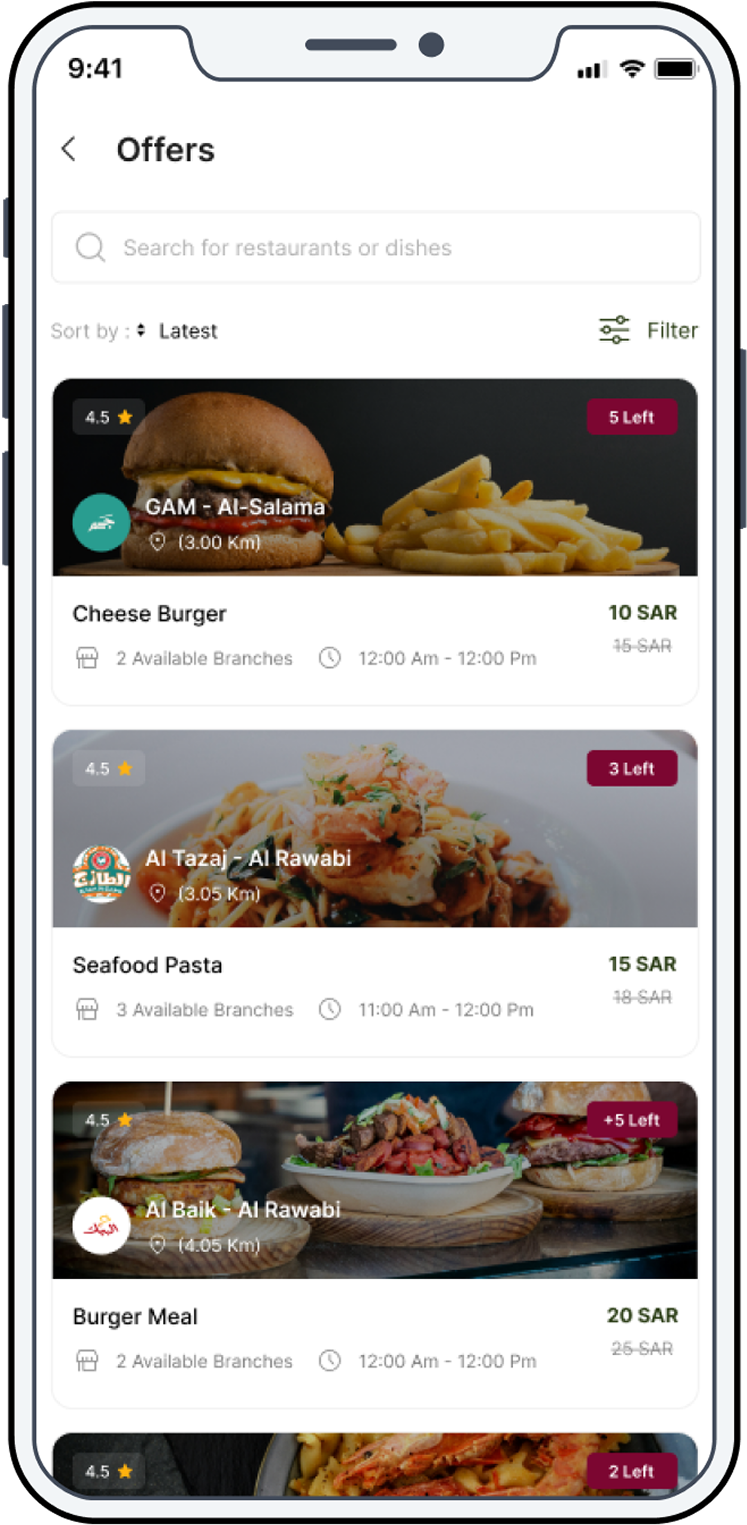 9:41
Offers
Search for restaurants or dishes
Sort by : Latest
Filter
4.5
5 Left
GAM - Al-Salama
(3.00 Km)
Cheese Burger
10 SAR
15 SAR
2 Available Branches
12:00 Am - 12:00 Pm
4.5
3 Left
Al Tazaj - Al Rawabi
الطازج
(3.05 Km)
Seafood Pasta
15 SAR
18 SAR
3 Available Branches
11:00 Am - 12:00 Pm
4.5
+5 Left
Al Baik - Al Rawabi
البيك
(4.05 Km)
Burger Meal
20 SAR
25 SAR
2 Available Branches
12:00 Am - 12:00 Pm
4.5
2 Left